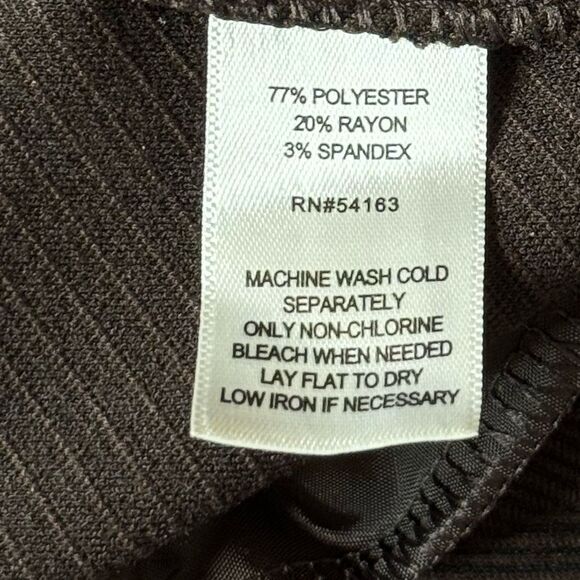 77% POLYESTER
20% RAYON
3% SPANDEX
RN#54163
MACHINE WASH COLD
SEPARATELY
ONLY NON-CHLORINE
BLEACH WHEN NEEDED
LAY FLAT TO DRY
LOW IRON IF NECESSARY